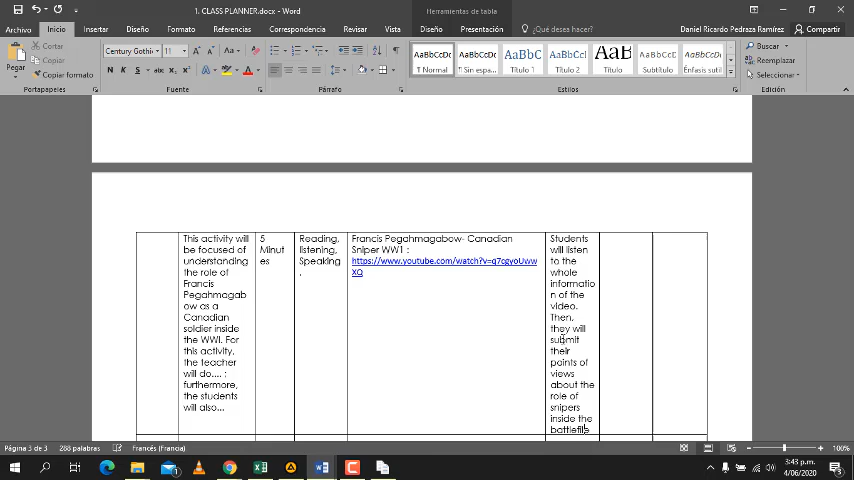 1. CLASS PLANNER.docx - Word
Herramientas de tabla
Archivo Inicio Insertar Formato Referencias Correspondencia Revisar Vista Diseño Presentación ¿Qué desea hacer? Daniel Ricardo Pedraza Ramírez Compartir
Pegar
Cortar
Copiar
Copiar formato
Portapapeles
Century Gothic 11
Fuente
Párrafo
AaBbCcDc AaBbCcDc AaBbC AaBbCcl AaB AaBbCcDc AaBbCcDc
¶ Normal ¶ Sin espa... Título 1 Título 2 Título Subtítulo Énfasis sutil
Estilos
Buscar
Reemplazar
Seleccionar
Edición
This activity will
be focused of
understanding
the role of
Francis
Pegahmagab
ow as a
Canadian
soldier inside
the WWI. For
this activity,
the teacher
will do.... ;
furthermore,
the students
will also...
5
Minut
es
Reading,
listening,
Speaking
.
Francis Pegahmagabow- Canadian
Sniper WW1 :
https://www.youtube.com/watch?v=q7cgyoUww
XQ
Students
will listen
to the
whole
informatio
n of the
video.
Then,
they will
submit
their
points of
views
about the
role of
snipers
inside the
battlefile
Página 3 de 3 288 palabras Francés (Francia) 100%
3:43 p.m.
4/06/2020